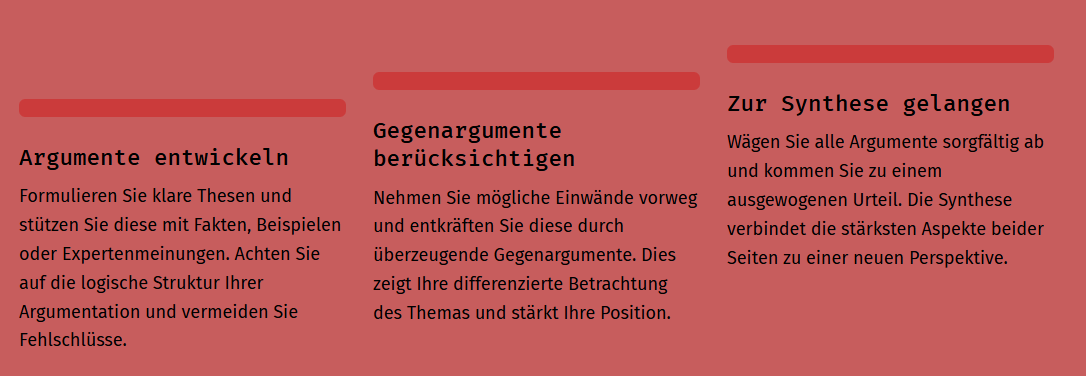 Argumente entwickeln
Formulieren Sie klare Thesen und
stützen Sie diese mit Fakten, Beispielen
oder Expertenmeinungen. Achten Sie
auf die logische Struktur Ihrer
Argumentation und vermeiden Sie
Fehlschlüsse.
Gegenargumente
berücksichtigen
Nehmen Sie mögliche Einwände vorweg
und entkräften Sie diese durch
überzeugende Gegenargumente. Dies
zeigt Ihre differenzierte Betrachtung
des Themas und stärkt Ihre Position.
Zur Synthese gelangen
Wägen Sie alle Argumente sorgfältig ab
und kommen Sie zu einem
ausgewogenen Urteil. Die Synthese
verbindet die stärksten Aspekte beider
Seiten zu einer neuen Perspektive.